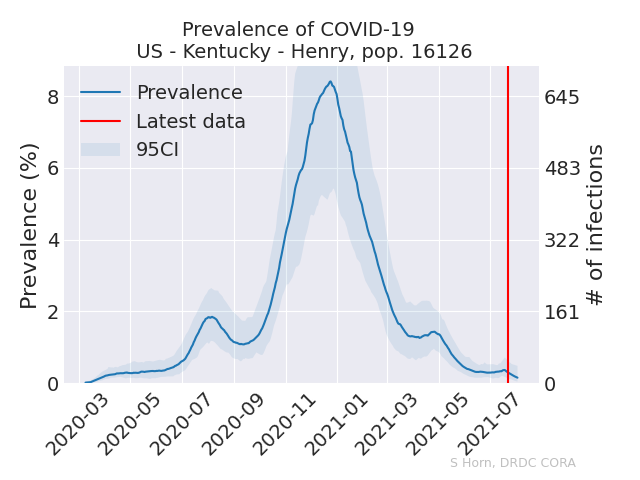 Prevalence of COVID-19
US - Kentucky - Henry, pop. 16126
Prevalence
Latest data
95CI
Prevalence (%)
8
6
4
2
0
# of infections
645
483
322
161
0
2020-03
2020-05
2020-07
2020-09
2020-11
2021-01
2021-03
2021-05
2021-07
S Horn, DRDC CORA